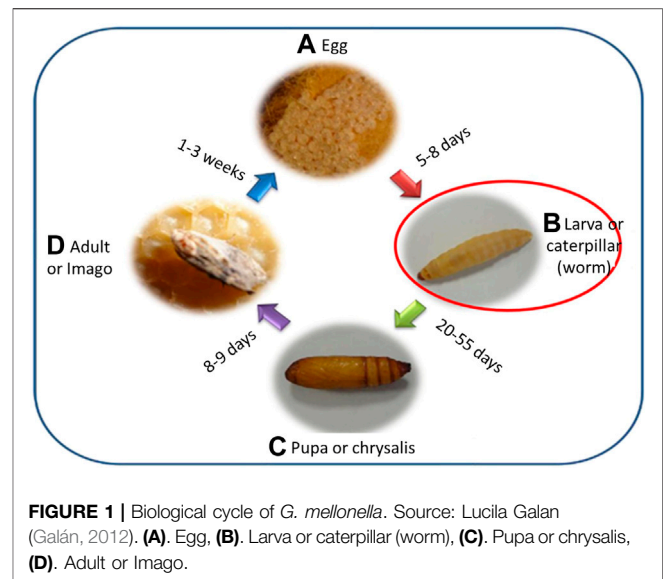 A Egg
1-3 weeks
5-8 days
D Adult
or Imago
B Larva or
caterpillar
(worm)
8-9 days
20-55 days
C Pupa or chrysalis
FIGURE 1 | Biological cycle of G. mellonella. Source: Lucila Galan
(Galán, 2012). (A). Egg, (B). Larva or caterpillar (worm), (C). Pupa or chrysalis,
(D). Adult or Imago.